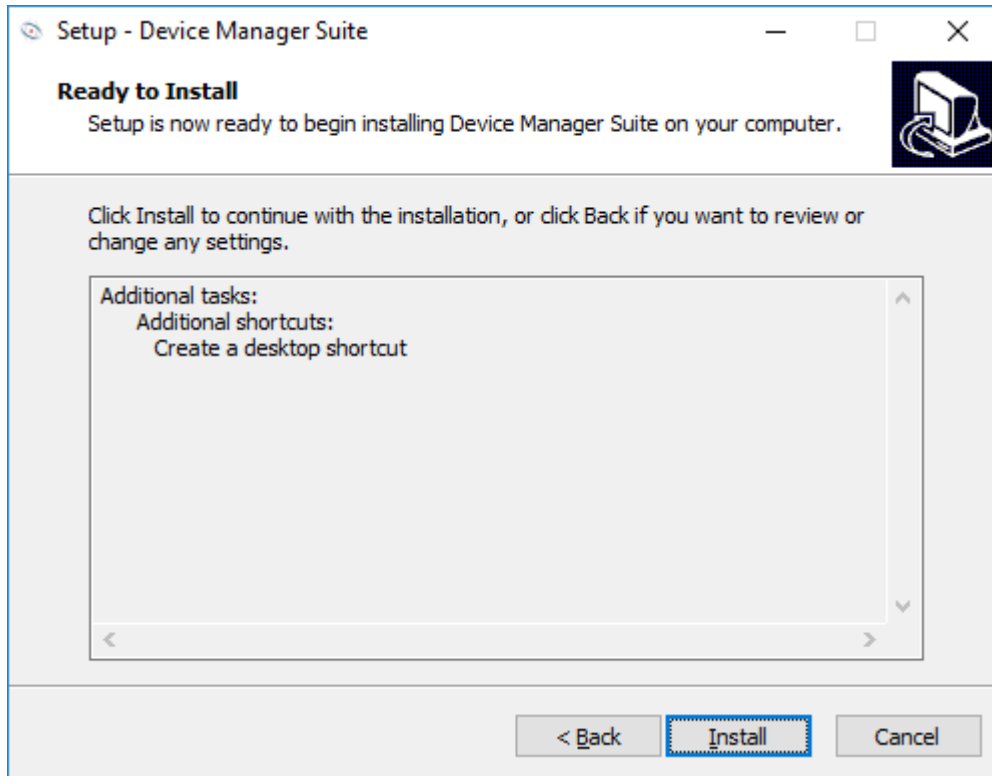 Setup - Device Manager Suite
Ready to Install
Setup is now ready to begin installing Device Manager Suite on your computer.
Click Install to continue with the installation, or click Back if you want to review or
change any settings.
Additional tasks:
Additional shortcuts:
Create a desktop shortcut
< Back
Install
Cancel